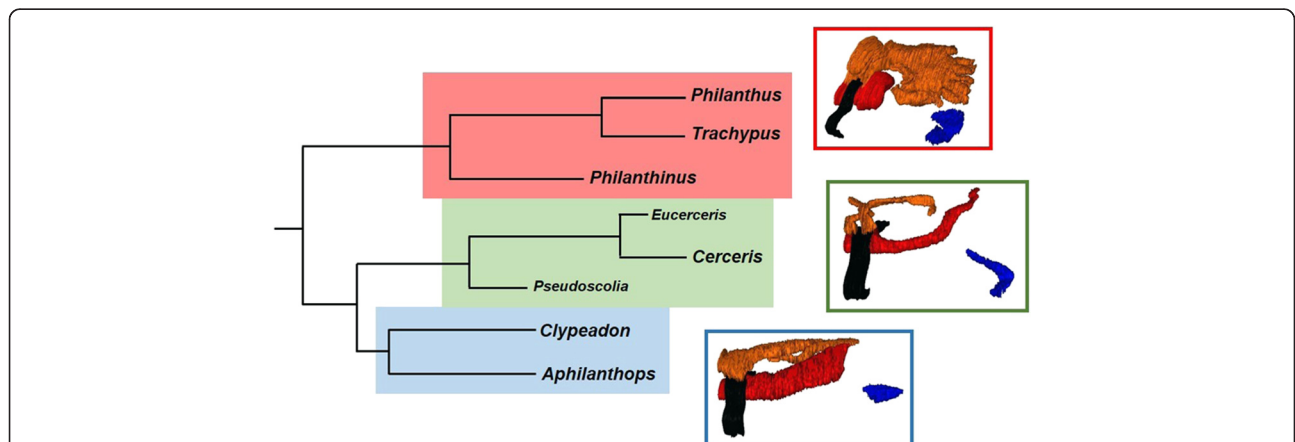 Philanthus
Trachypus
Philanthinus
Eucerceris
Cerceris
Pseudoscolia
Clypeadon
Aphilanthops